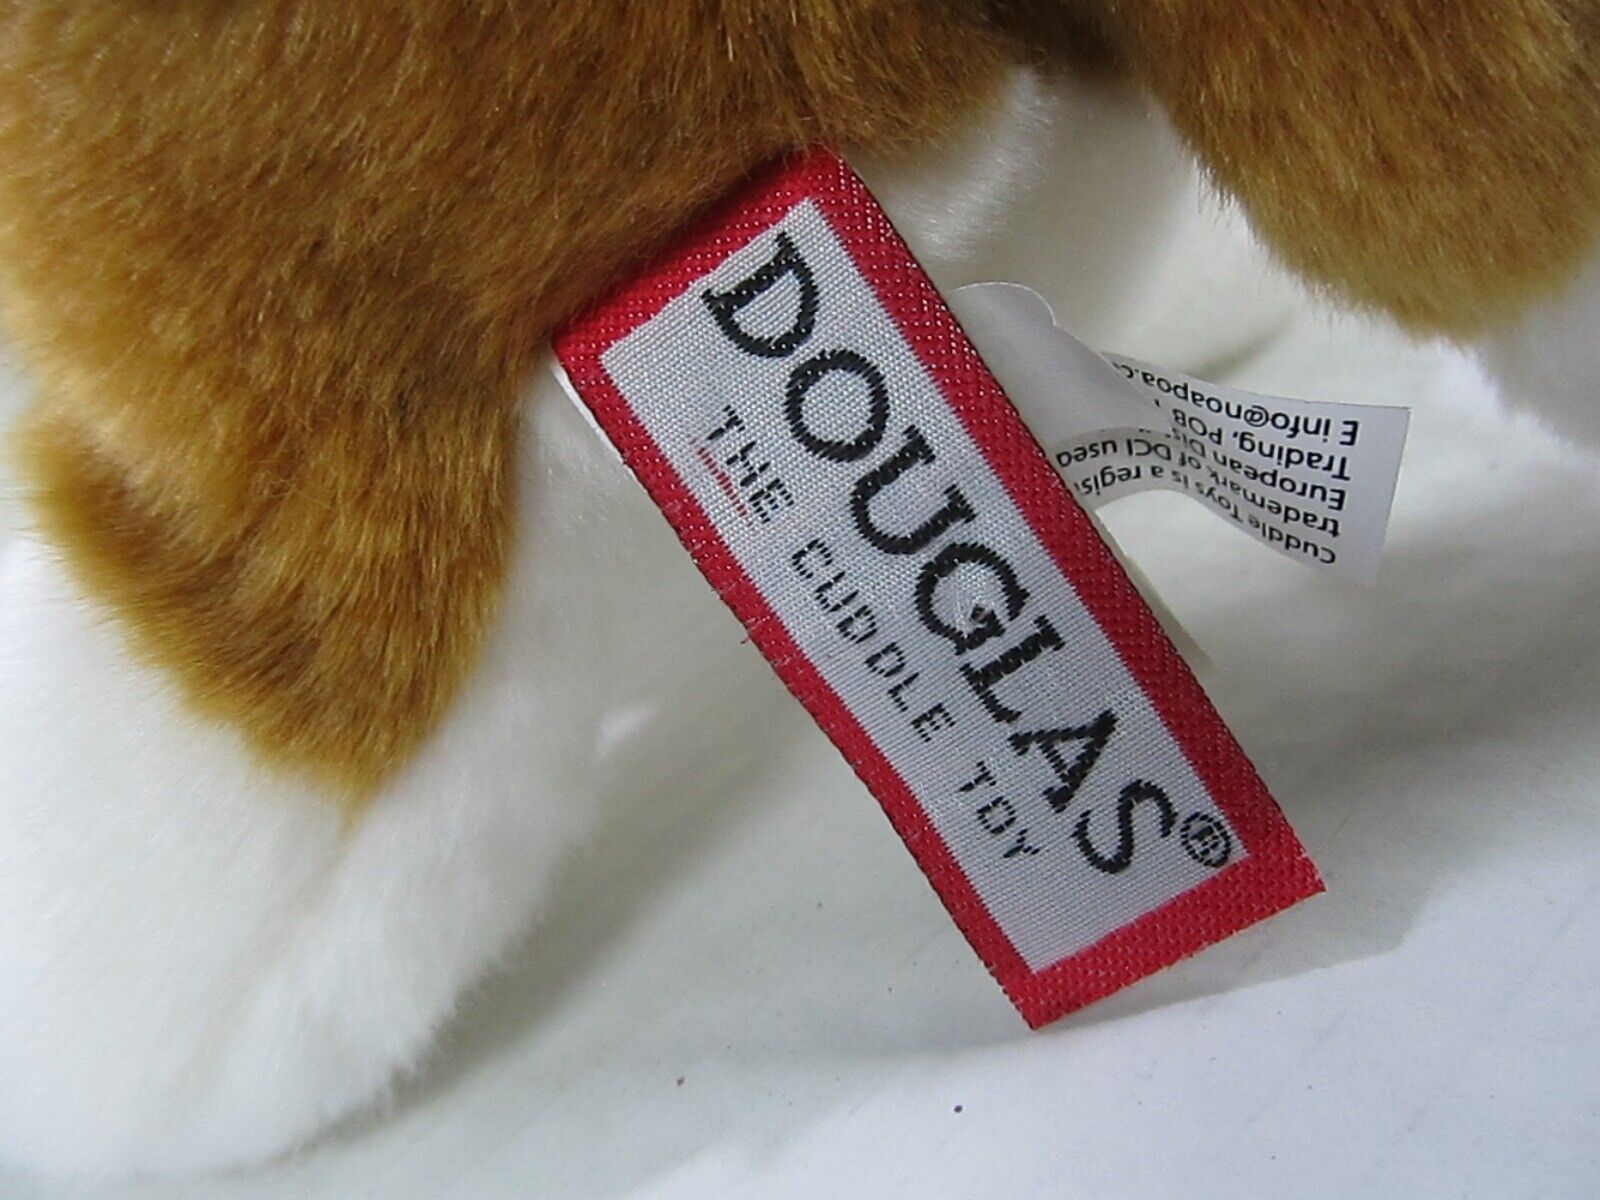 DOUGLAS®
THE CUDDLE TOY
Cuddle Toys is a regis
trademark of DCI used
European Dis
Trading, POB
E info@noapoa.c